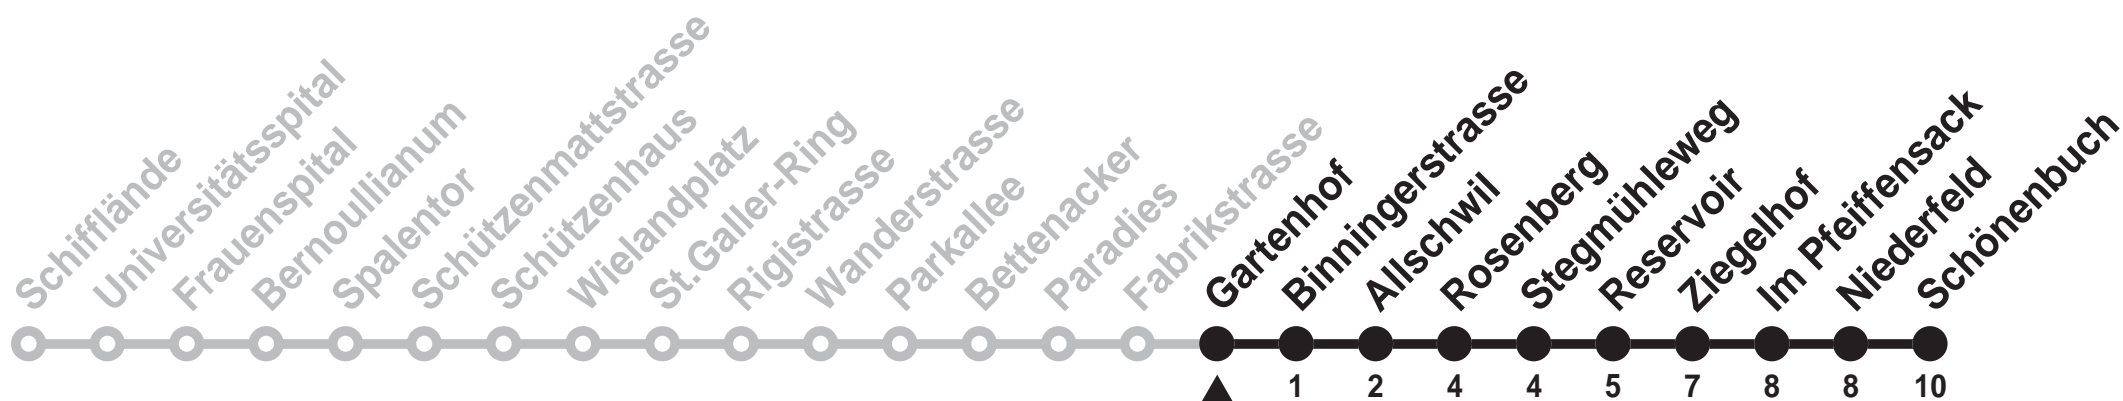 Schifflände
Universitätsspital
Frauenspital
Bernoullianum
Spalentor
Schützenmattstrasse
Schützenhaus
Wielandplatz
St.Galler-Ring
Rigistrasse
Wanderstrasse
Parkallee
Bettenacker
Paradies
Fabrikstrasse
Gartenhof
Binningerstrasse
Allschwil
Rosenberg
Stegmühleweg
Reservoir
Ziegelhof
Im Pfeiffensack
Niederfeld
Schönenbuch
1 2 4 4 5 7 8 8 10